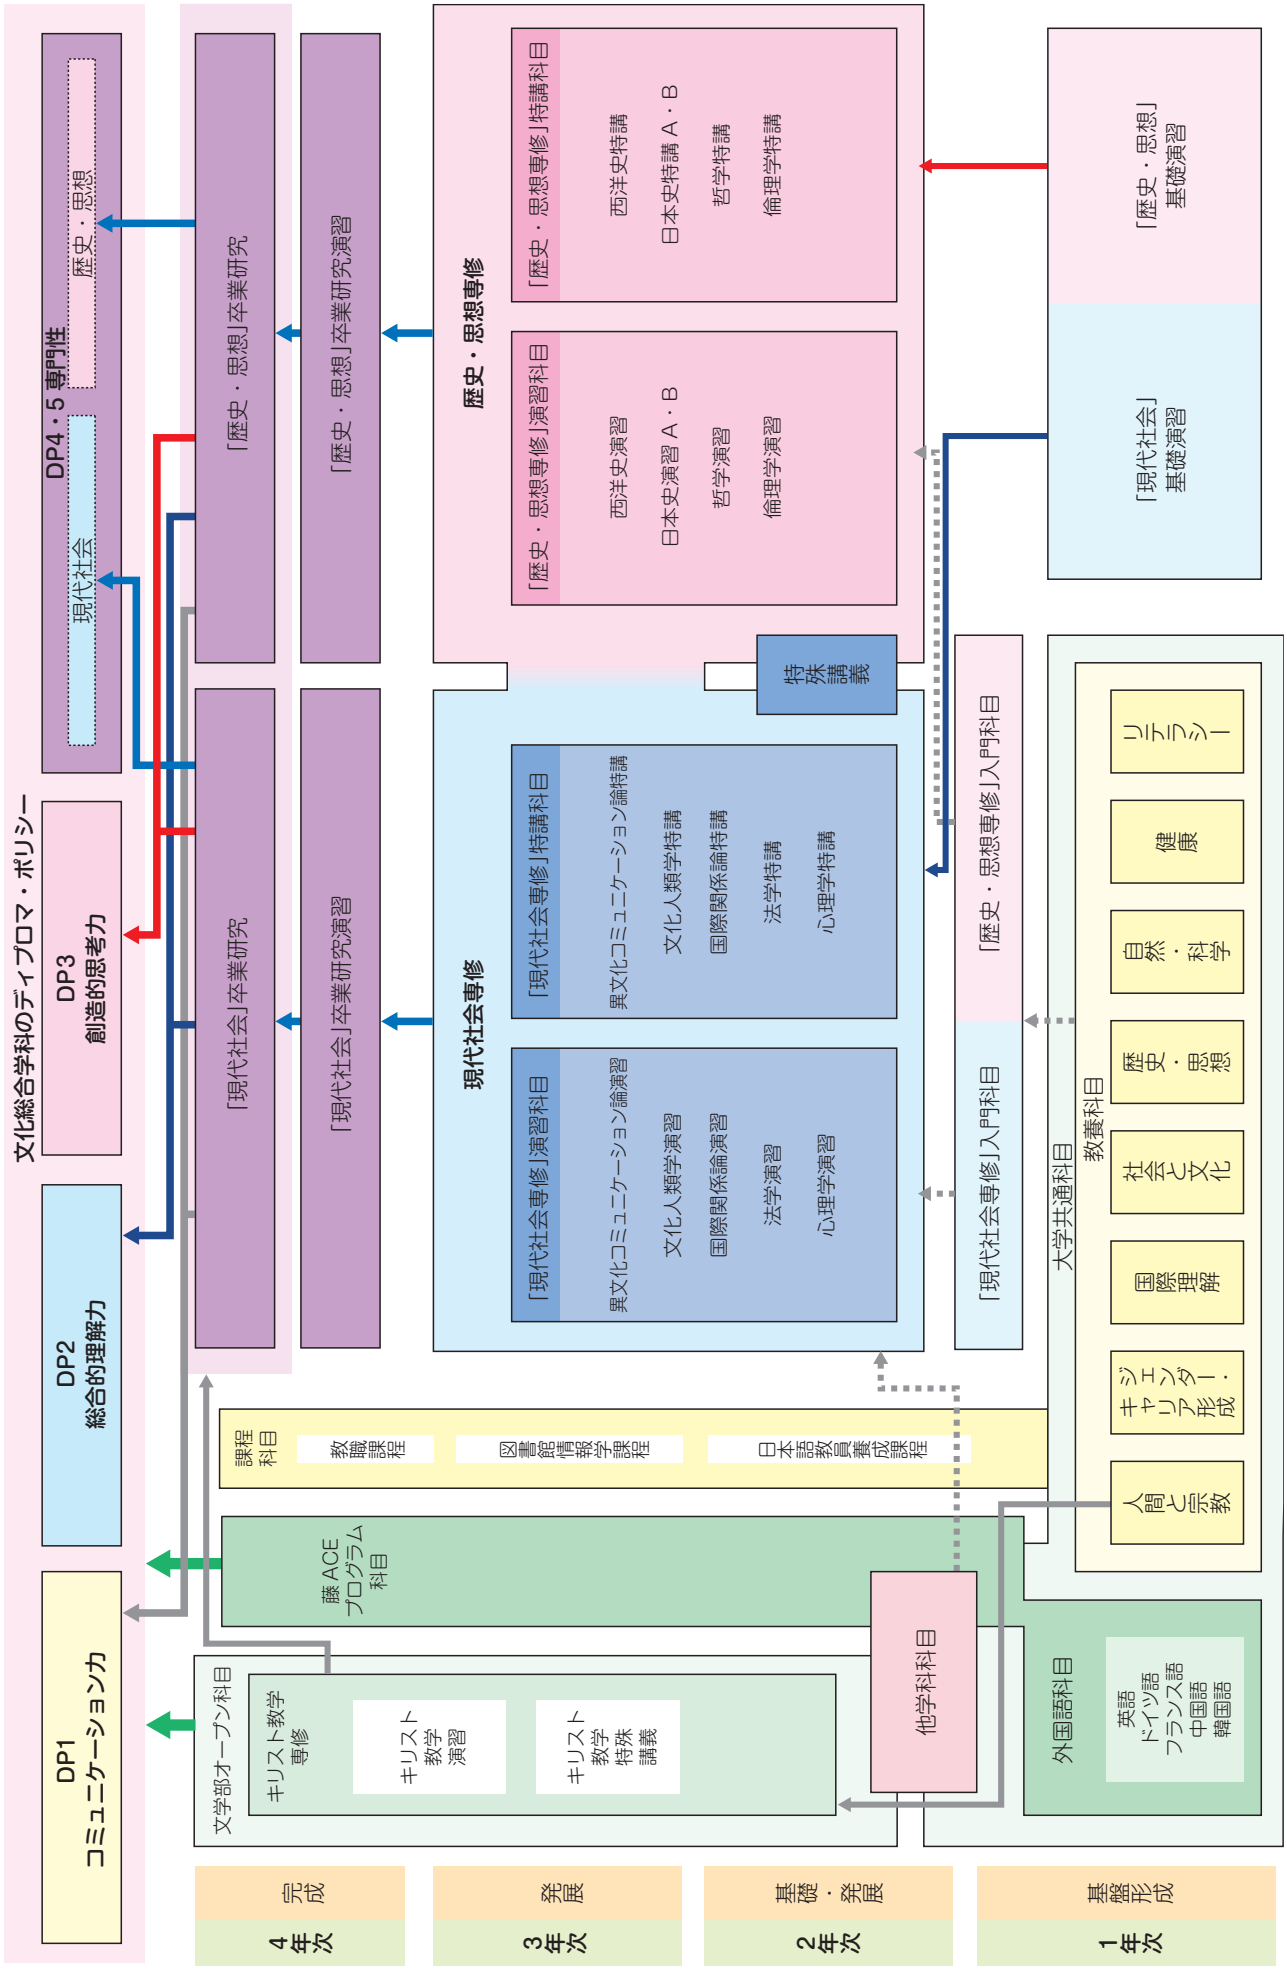 文化総合学科のディプロマ・ポリシー
DP1
コミュニケーション力
DP2
総合的理解力
DP3
創造的思考力
DP4・5 専門性
現代社会
歴史・思想
4年次
完成
3年次
発展
2年次
基礎・発展
1年次
基盤形成
文学部オープン科目
キリスト教学
専修
キリスト
教学
演習
キリスト
教学
特殊
講義
藤 ACE
プログラム
科目
課程
科目
教職課程
図書館情報学課程
日本語教員養成課程
他学科科目
「現代社会」卒業研究
「歴史・思想」卒業研究
「現代社会」卒業研究演習
「歴史・思想」卒業研究演習
現代社会専修
「現代社会専修」演習科目
異文化コミュニケーション論演習
文化人類学演習
国際関係論演習
法学演習
心理学演習
「現代社会専修」特講科目
異文化コミュニケーション論特講
文化人類学特講
国際関係論特講
法学特講
心理学特講
特殊
講義
歴史・思想専修
「歴史・思想専修」演習科目
西洋史演習
日本史演習 A・B
哲学演習
倫理学演習
「歴史・思想専修」特講科目
西洋史特講
日本史特講 A・B
哲学特講
倫理学特講
「現代社会専修」入門科目
「歴史・思想専修」入門科目
「現代社会」
基礎演習
「歴史・思想」
基礎演習
大学共通科目
外国語科目
英語
ドイツ語
フランス語
中国語
韓国語
教養科目
人間と宗教
ジェンダー・
キャリア形成
国際理解
社会と文化
歴史・思想
自然・科学
健康
リテラシー